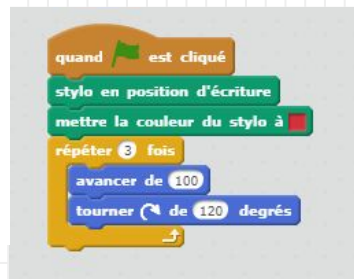 quand est cliqué
stylo en position d'écriture
mettre la couleur du stylo à
répéter 3 fois
avancer de 100
tourner de 120 degrés